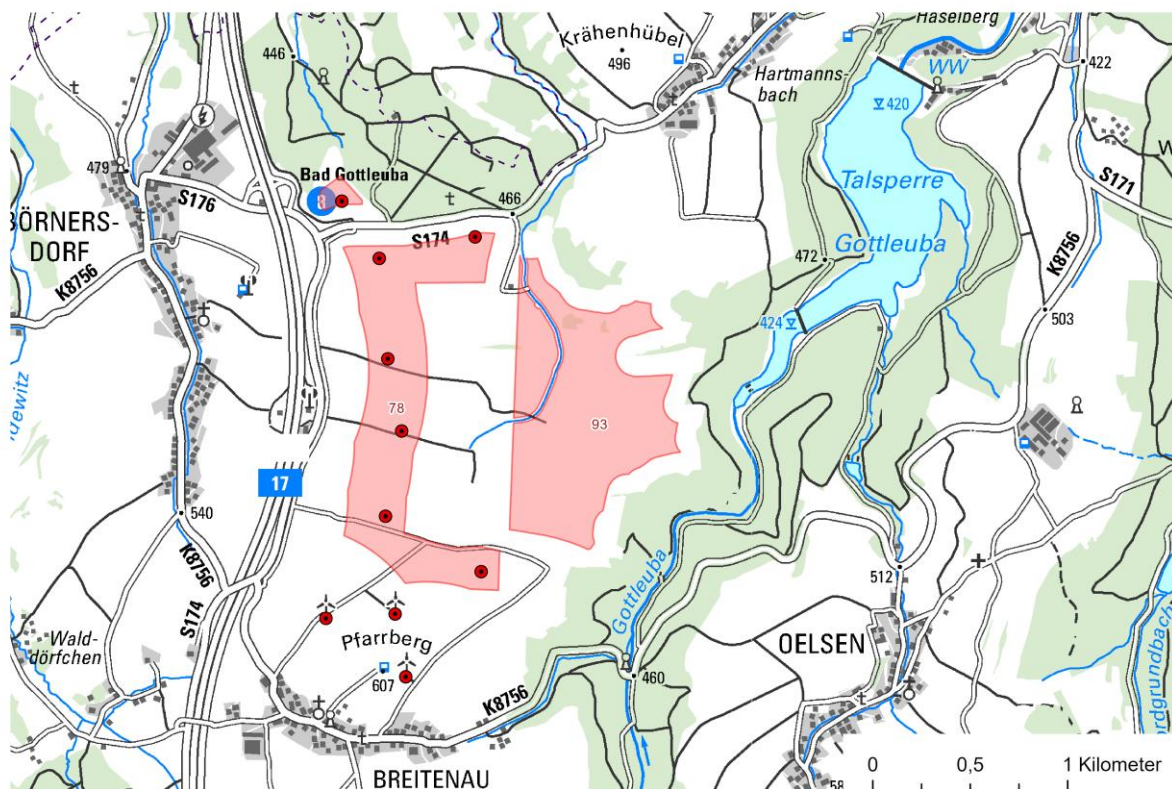 Haselberg
Krähenhübel
496
446
WW
422
Hartmanns-
bach
420
479
Bad Gottleuba
S176
466
Talsperre
S171
BÖRNERS-
DORF
S174
Gottleuba
472
K8756
K8756
503
424
78
93
17
540
K8756
Gottleuba
512
S174
Wald-
dörfchen
Pfarrberg
OELSEN
607
460
K8756
BREITENAU
0 0,5 1 Kilometer